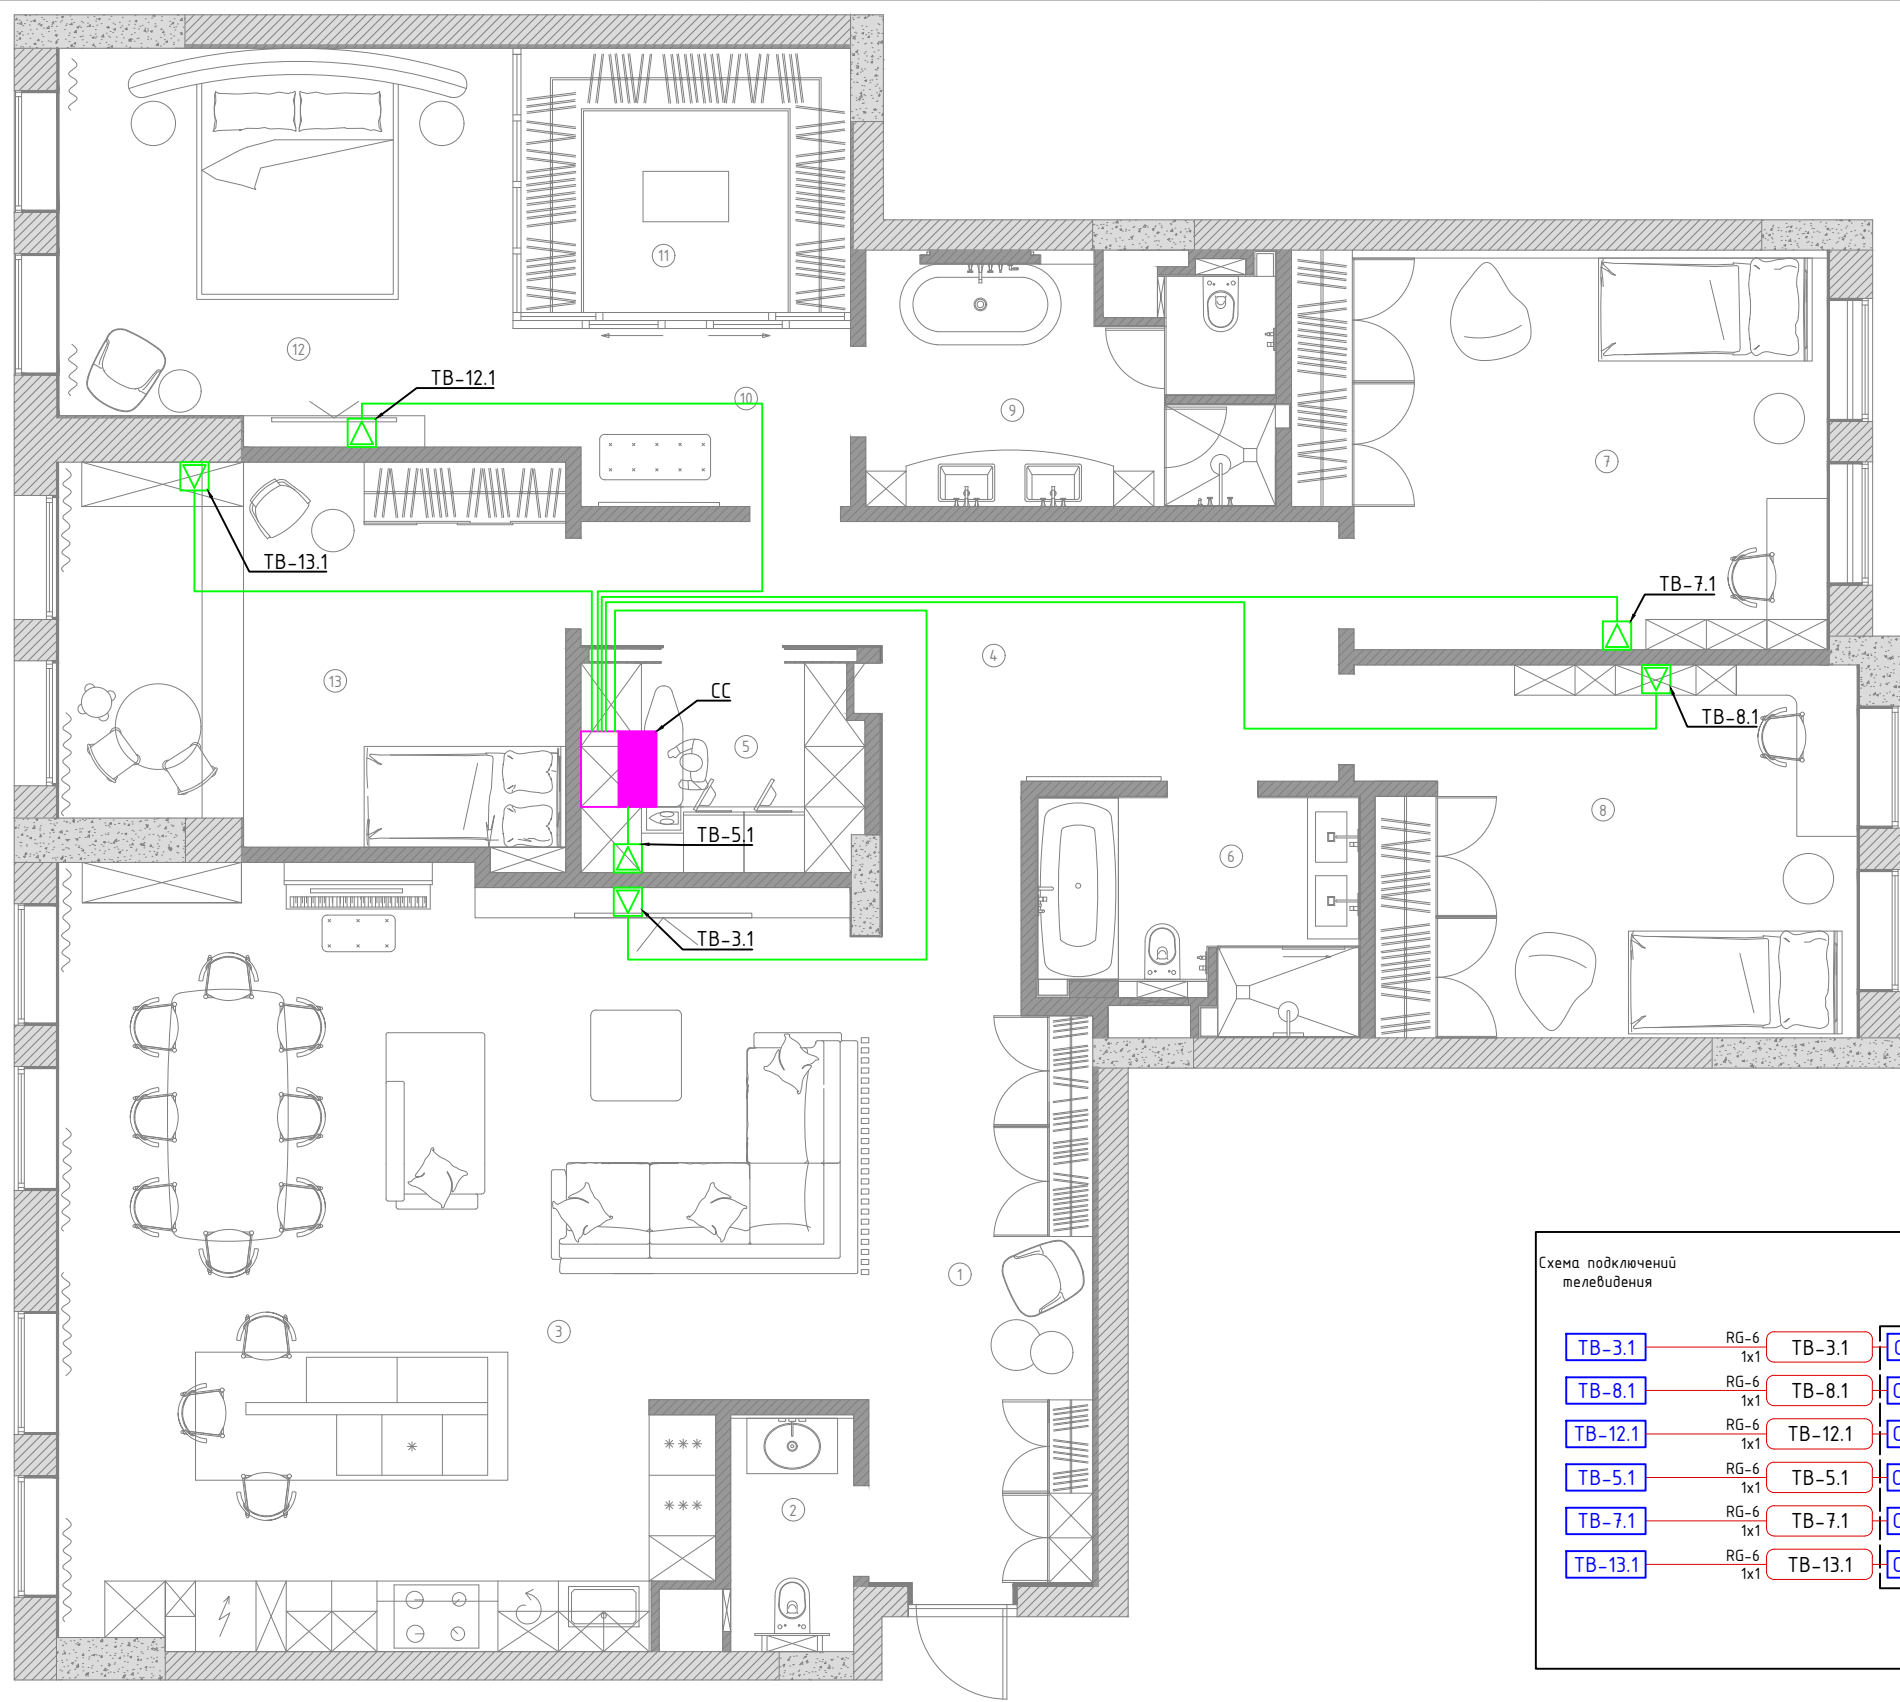 11
12
ТВ-12.1
10
9
7
ТВ-13.1
ТВ-7.1
4
13
СС
5
ТВ-8.1
8
ТВ-5.1
6
ТВ-3.1
1
3
2
Схема подключений
телевидения
ТВ-3.1 RG-6 1x1 ТВ-3.1
ТВ-8.1 RG-6 1x1 ТВ-8.1
ТВ-12.1 RG-6 1x1 ТВ-12.1
ТВ-5.1 RG-6 1x1 ТВ-5.1
ТВ-7.1 RG-6 1x1 ТВ-7.1
ТВ-13.1 RG-6 1x1 ТВ-13.1